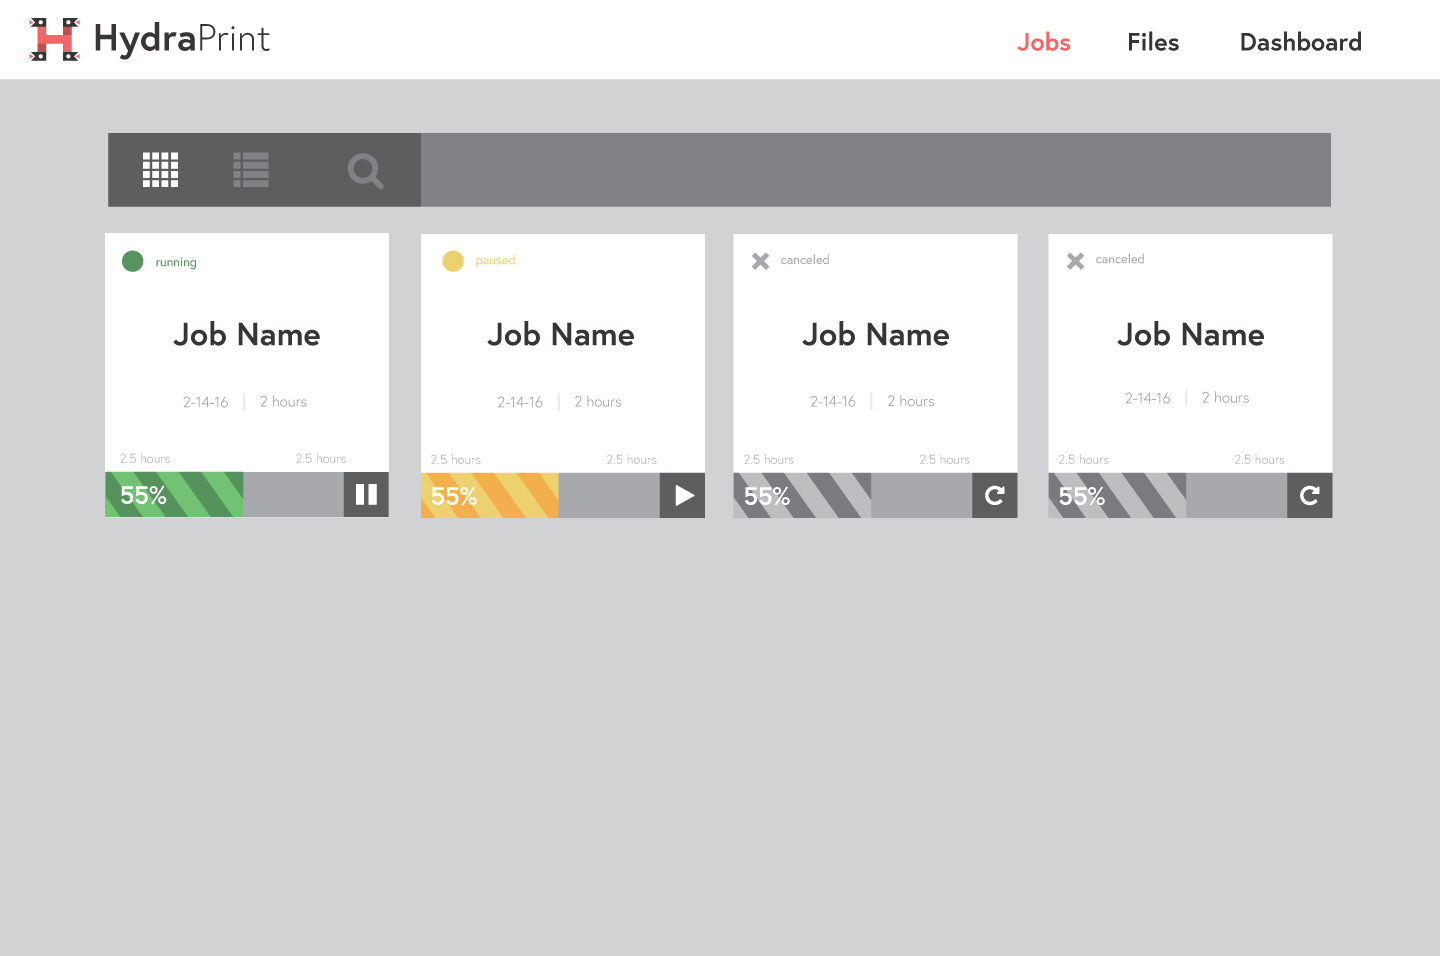 HydraPrint
Jobs Files Dashboard
running
Job Name
2-14-16 | 2 hours
2.5 hours 2.5 hours
55%
paused
Job Name
2-14-16 | 2 hours
2.5 hours 2.5 hours
55%
canceled
Job Name
2-14-16 | 2 hours
2.5 hours 2.5 hours
55%
canceled
Job Name
2-14-16 | 2 hours
2.5 hours 2.5 hours
55%